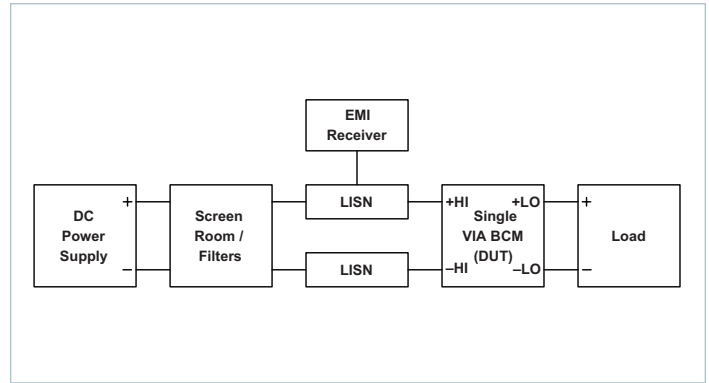 EMI
Receiver
DC
Power
Supply
+
–
Screen
Room /
Filters
LISN
LISN
+HI
–HI
Single
VIA BCM
(DUT)
+LO
–LO
+
–
Load